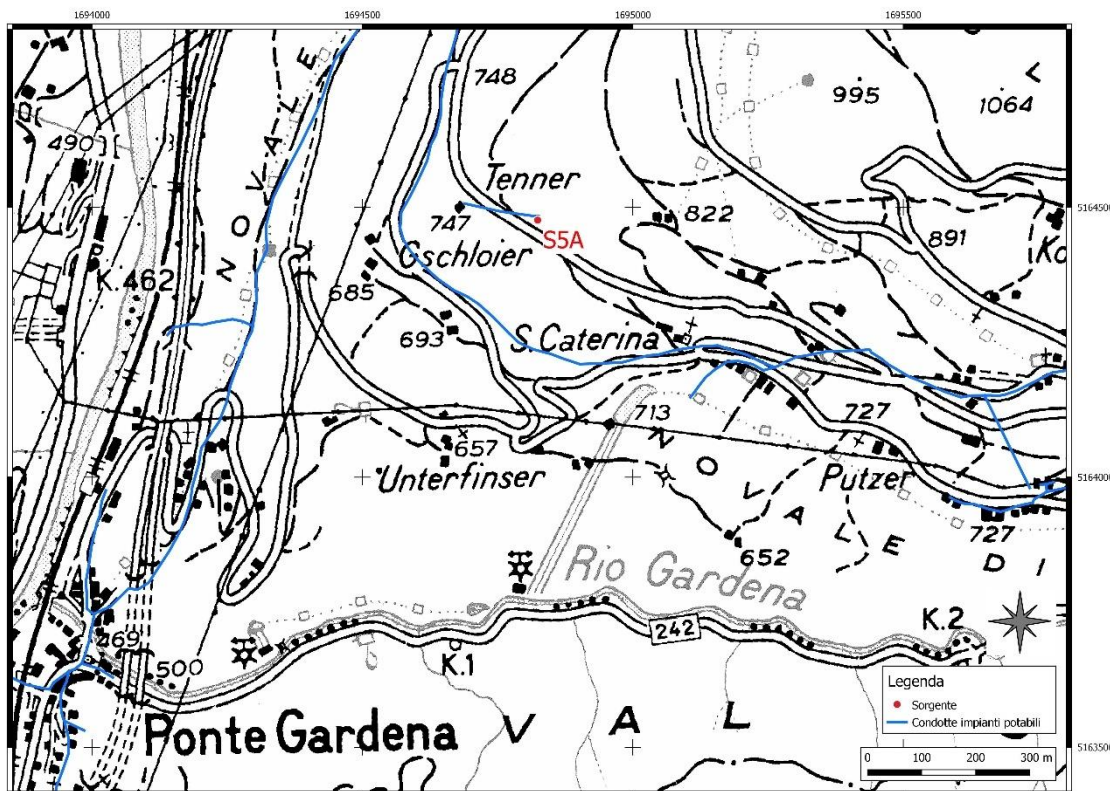 1694000 1694500 1695000 1695500
748
995
1064
490
NOVALE
Tenner
822
5164500
747
S5A
Gschloier
891
Ko
K.462
685
693
S. Caterina
713
657
Unterfinser
727
Putzer
NOVALE DI
5164000
727
652
Rio Gardena
242
K.2
469
500
K.1
Legenda
Sorgente
Condotte impianti potabili
Ponte Gardena
VAL
0 100 200 300 m
5163500